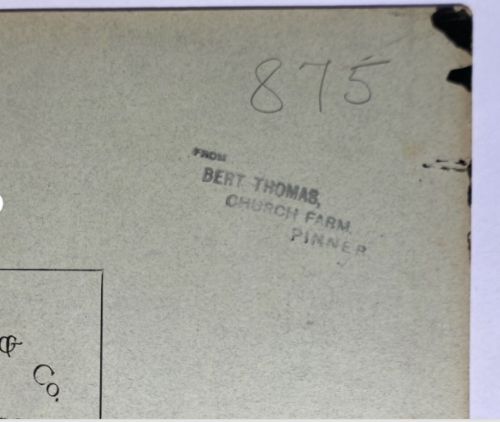 875
FROM
BERT THOMAS,
CHURCH FARM,
PINNER
& Co.